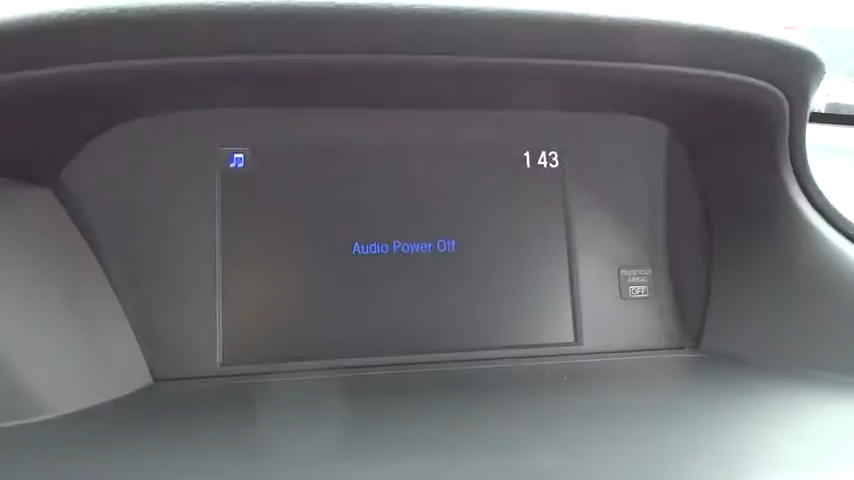 1 43
Audio Power Off
PASSENGER
AIRBAG
OFF